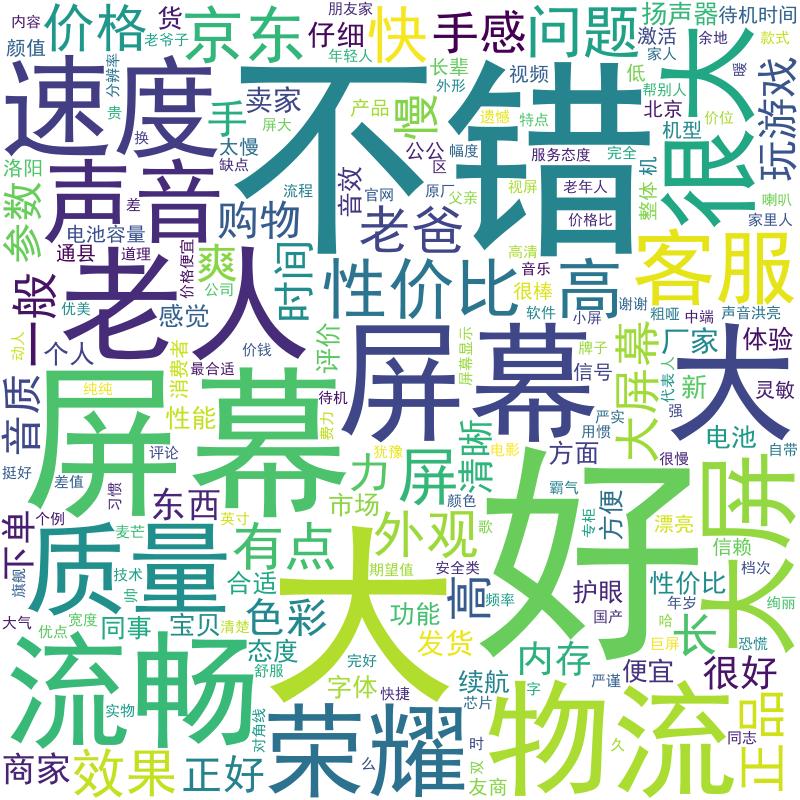 内容
朋友家
价格
货
京东
仔细
快
手感
问题
扬声器
待机时间
颜值
老爷子
年轻人
长辈
外形
激活
家人
余地
款式
速度
不错
很大
分辨率
贵
换
卖家
手
屏大
产品
慢
视频
遗憾
特点
低
帮别人
北京
机型
价位
暖
玩游戏
太慢
缺点
公公
幅度
区
服务态度
完全
洛阳
参数
声音
差
流程
音效
官网
原厂
父亲
视屏
老年人
价格比
整体
机
喇叭
家里人
电池容量
购物
老爸
通县
道理
价格便宜
爽
公司
时间
性价比
高清
音乐
很棒
高
客服
谢谢
一般
老人
优美
感觉
软件
小屏
粗哑
中端
声音洪亮
动人
个人
价钱
评价
屏幕
大
屏幕显示
牌子
信号
大屏幕
厂家
代表人
体验
最合适
消费者
纯纯
性能
待机
费力
屏幕
新
强
灵敏
音质
犹豫
电影
用惯
严实
电池
自带
挺好
差值
评论
习惯
力
屏
清晰
方面
很慢
大屏
东西
市场
颜色
歌
霸气
专柜
方便
漂亮
信赖
下单
个例
麦芒
英寸
有点
外观
好
旗舰
技术
质量
号
合适
大
期望值
安全类
高
频率
护眼
国产
性价比
档次
年岁
绚丽
大气
优点
宽度
同事
宝贝
清楚
色彩
功能
哈
巨屏
长
恐慌
态度
发货
流畅
舒服
完好
字体
快捷
续航
芯片
字
内存
严谨
便宜
很好
实物
对角线
荣耀
物流
久
同志
正品
商家
效果
正好
么
时
双
友商